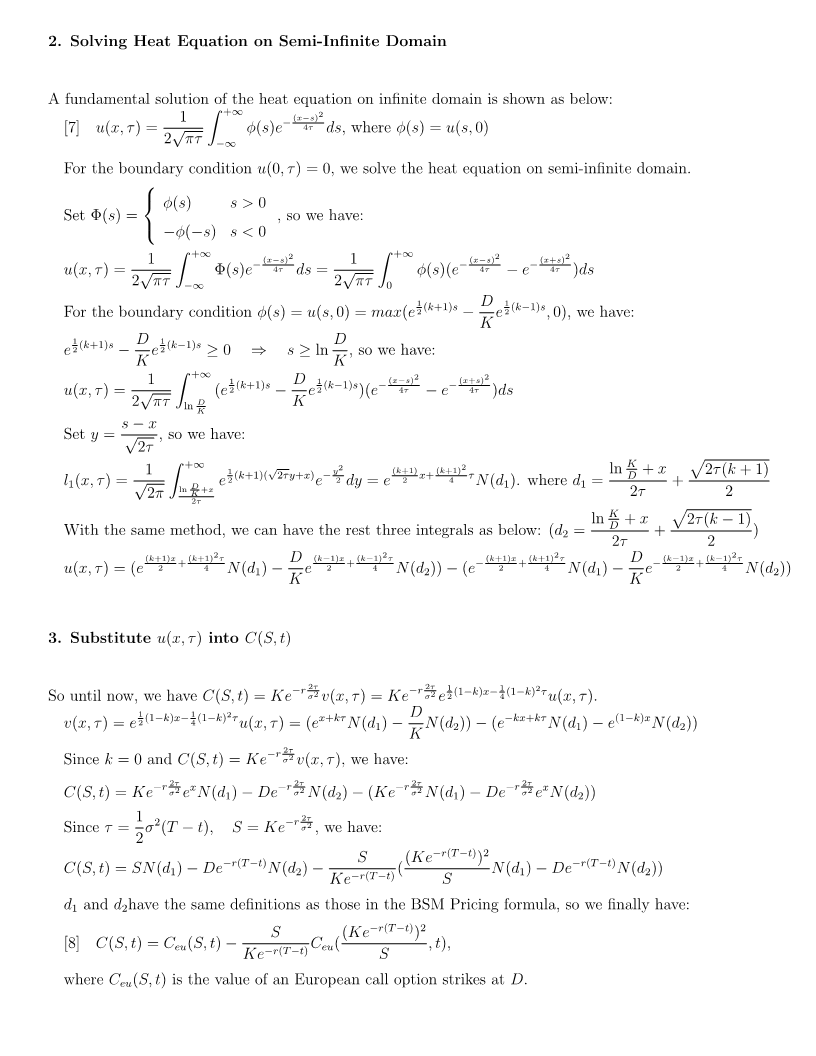 2. Solving Heat Equation on Semi-Infinite Domain
A fundamental solution of the heat equation on infinite domain is shown as below:
[7] $u(x,\tau) = \frac{1}{2\sqrt{\pi\tau}} \int_{-\infty}^{+\infty} \phi(s)e^{-\frac{(x-s)^2}{4\tau}}ds$, where $\phi(s) = u(s,0)$
For the boundary condition $u(0,\tau) = 0$, we solve the heat equation on semi-infinite domain.
Set $\Phi(s) = \begin{cases} \phi(s) & s > 0 \\ -\phi(-s) & s < 0 \end{cases}$, so we have:
$u(x,\tau) = \frac{1}{2\sqrt{\pi\tau}} \int_{-\infty}^{+\infty} \Phi(s)e^{-\frac{(x-s)^2}{4\tau}}ds = \frac{1}{2\sqrt{\pi\tau}} \int_{0}^{+\infty} \phi(s)(e^{-\frac{(x-s)^2}{4\tau}} - e^{-\frac{(x+s)^2}{4\tau}})ds$
For the boundary condition $\phi(s) = u(s,0) = max(e^{\frac{1}{2}(k+1)s} - \frac{D}{K}e^{\frac{1}{2}(k-1)s}, 0)$, we have:
$e^{\frac{1}{2}(k+1)s} - \frac{D}{K}e^{\frac{1}{2}(k-1)s} \geq 0 \quad \Rightarrow \quad s \geq \ln\frac{D}{K}$, so we have:
$u(x,\tau) = \frac{1}{2\sqrt{\pi\tau}} \int_{\ln\frac{D}{K}}^{+\infty} (e^{\frac{1}{2}(k+1)s} - \frac{D}{K}e^{\frac{1}{2}(k-1)s})(e^{-\frac{(x-s)^2}{4\tau}} - e^{-\frac{(x+s)^2}{4\tau}})ds$
Set $y = \frac{s-x}{\sqrt{2\tau}}$, so we have:
$l_1(x,\tau) = \frac{1}{\sqrt{2\pi}} \int_{\frac{\ln\frac{D}{K}+x}{2\tau}}^{+\infty} e^{\frac{1}{2}(k+1)(\sqrt{2\tau}y+x)}e^{-\frac{y^2}{2}}dy = e^{\frac{(k+1)}{2}x+\frac{(k+1)^2}{4}\tau}N(d_1).$ where $d_1 = \frac{\ln\frac{K}{D}+x}{2\tau} + \frac{\sqrt{2\tau(k+1)}}{2}$
With the same method, we can have the rest three integrals as below: $(d_2 = \frac{\ln\frac{K}{D}+x}{2\tau} + \frac{\sqrt{2\tau(k-1)}}{2})$
$u(x,\tau) = (e^{\frac{(k+1)x}{2}+\frac{(k+1)^2\tau}{4}}N(d_1) - \frac{D}{K}e^{\frac{(k-1)x}{2}+\frac{(k-1)^2\tau}{4}}N(d_2)) - (e^{-\frac{(k+1)x}{2}+\frac{(k+1)^2\tau}{4}}N(d_1) - \frac{D}{K}e^{-\frac{(k-1)x}{2}+\frac{(k-1)^2\tau}{4}}N(d_2))$
3. Substitute $u(x,\tau)$ into $C(S,t)$
So until now, we have $C(S,t) = Ke^{-r\frac{2\tau}{\sigma^2}}v(x,\tau) = Ke^{-r\frac{2\tau}{\sigma^2}}e^{\frac{1}{2}(1-k)x-\frac{1}{4}(1-k)^2\tau}u(x,\tau).$
$v(x,\tau) = e^{\frac{1}{2}(1-k)x-\frac{1}{4}(1-k)^2\tau}u(x,\tau) = (e^{x+k\tau}N(d_1) - \frac{D}{K}N(d_2)) - (e^{-kx+k\tau}N(d_1) - e^{(1-k)x}N(d_2))$
Since $k = 0$ and $C(S,t) = Ke^{-r\frac{2\tau}{\sigma^2}}v(x,\tau)$, we have:
$C(S,t) = Ke^{-r\frac{2\tau}{\sigma^2}}e^xN(d_1) - De^{-r\frac{2\tau}{\sigma^2}}N(d_2) - (Ke^{-r\frac{2\tau}{\sigma^2}}N(d_1) - De^{-r\frac{2\tau}{\sigma^2}}e^xN(d_2))$
Since $\tau = \frac{1}{2}\sigma^2(T-t), \quad S = Ke^{-r\frac{2\tau}{\sigma^2}}$, we have:
$C(S,t) = SN(d_1) - De^{-r(T-t)}N(d_2) - \frac{S}{Ke^{-r(T-t)}}(\frac{(Ke^{-r(T-t)})^2}{S}N(d_1) - De^{-r(T-t)}N(d_2))$
$d_1$ and $d_2$have the same definitions as those in the BSM Pricing formula, so we finally have:
[8] $C(S,t) = C_{eu}(S,t) - \frac{S}{Ke^{-r(T-t)}}C_{eu}(\frac{(Ke^{-r(T-t)})^2}{S}, t),$
where $C_{eu}(S,t)$ is the value of an European call option strikes at $D$.